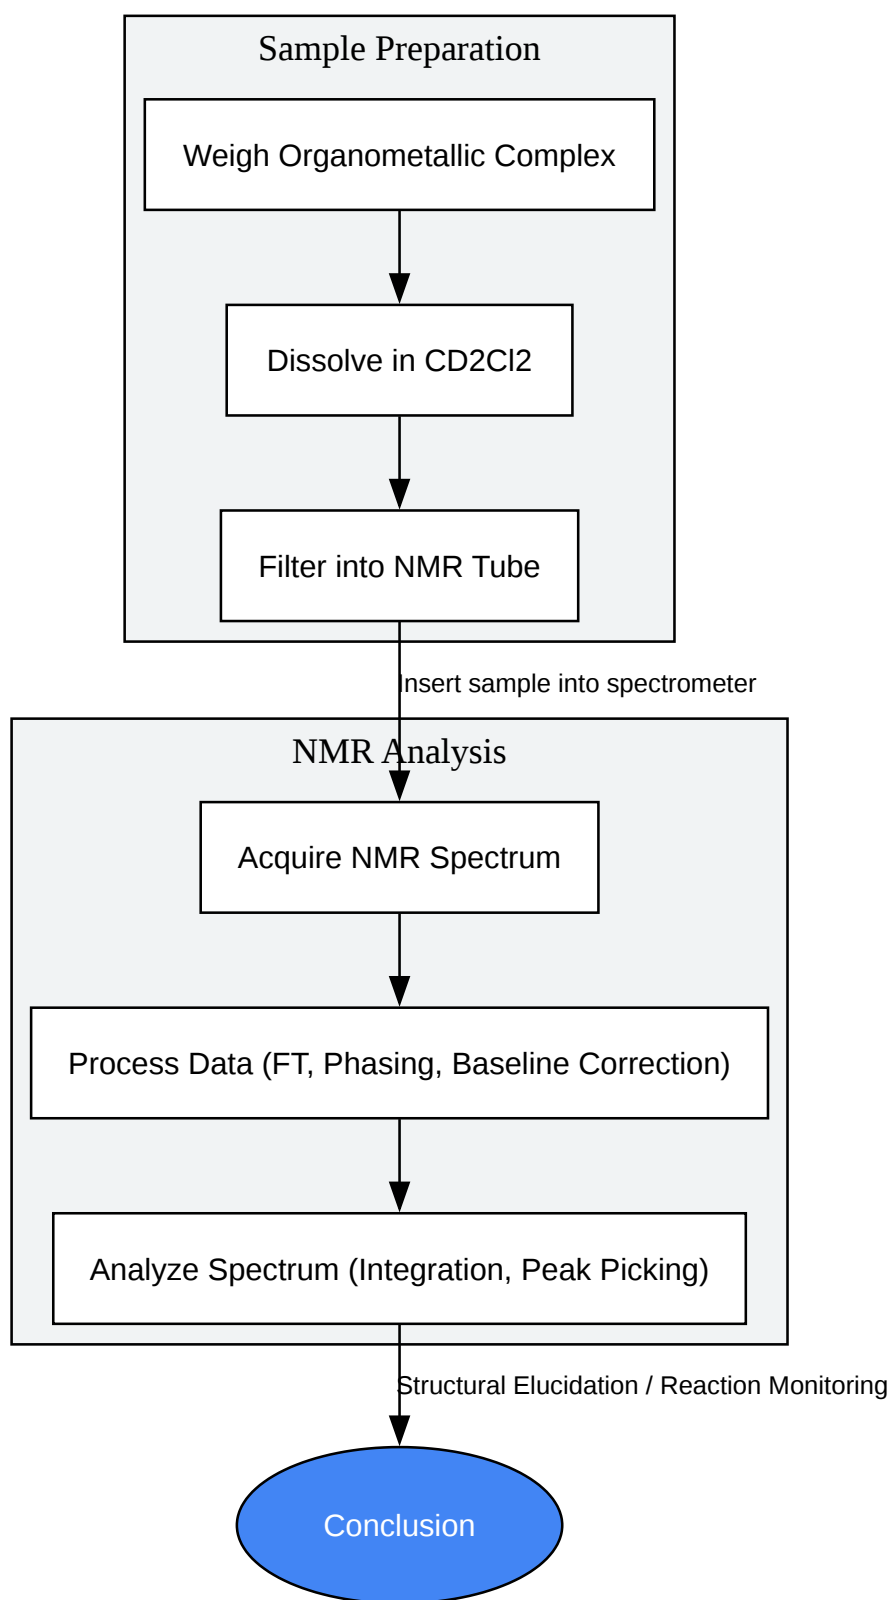 Sample Preparation
Weigh Organometallic Complex
Dissolve in CD2Cl2
Filter into NMR Tube
Insert sample into spectrometer
NMR Analysis
Acquire NMR Spectrum
Process Data (FT, Phasing, Baseline Correction)
Analyze Spectrum (Integration, Peak Picking)
Structural Elucidation / Reaction Monitoring
Conclusion